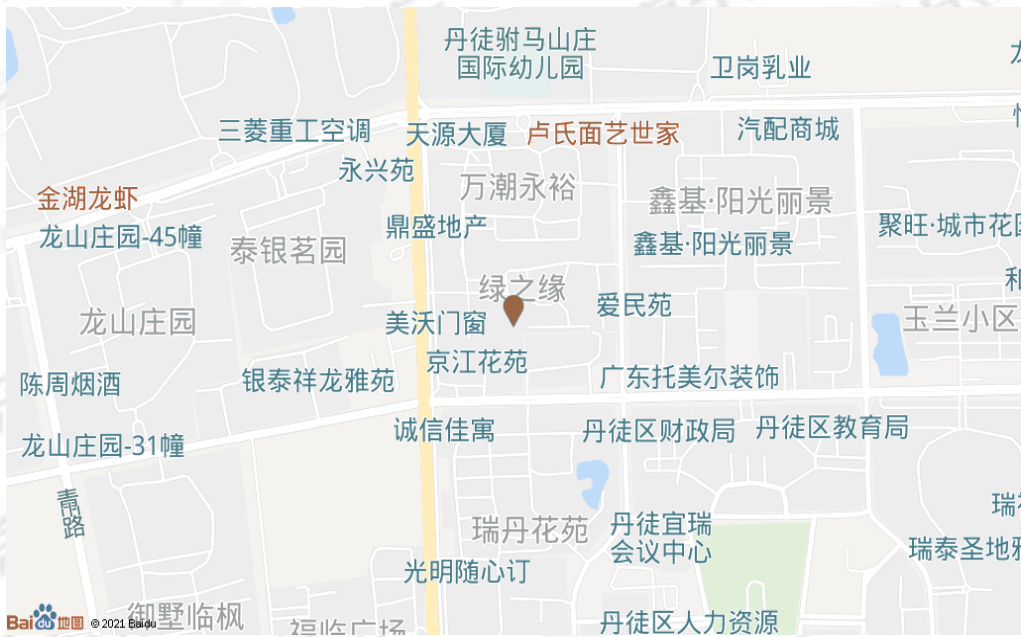 丹徒驸马山庄
国际幼儿园
卫岗乳业
三菱重工空调
天源大厦
卢氏面艺世家
汽配商城
永兴苑
万潮永裕
金湖龙虾
鑫基·阳光丽景
龙山庄园-45幢
鼎盛地产
聚旺·城市花园
泰银茗园
鑫基·阳光丽景
绿之缘
爱民苑
龙山庄园
美沃门窗
玉兰小区
京江花苑
陈周烟酒
银泰祥龙雅苑
广东托美尔装饰
诚信佳寓
丹徒区财政局
丹徒区教育局
龙山庄园-31幢
青路
瑞丹花苑
丹徒宜瑞
会议中心
瑞泰圣地雅
光明随心订
御墅临枫
福临广场
丹徒区人力资源
Baidu地图 © 2021 Baidu